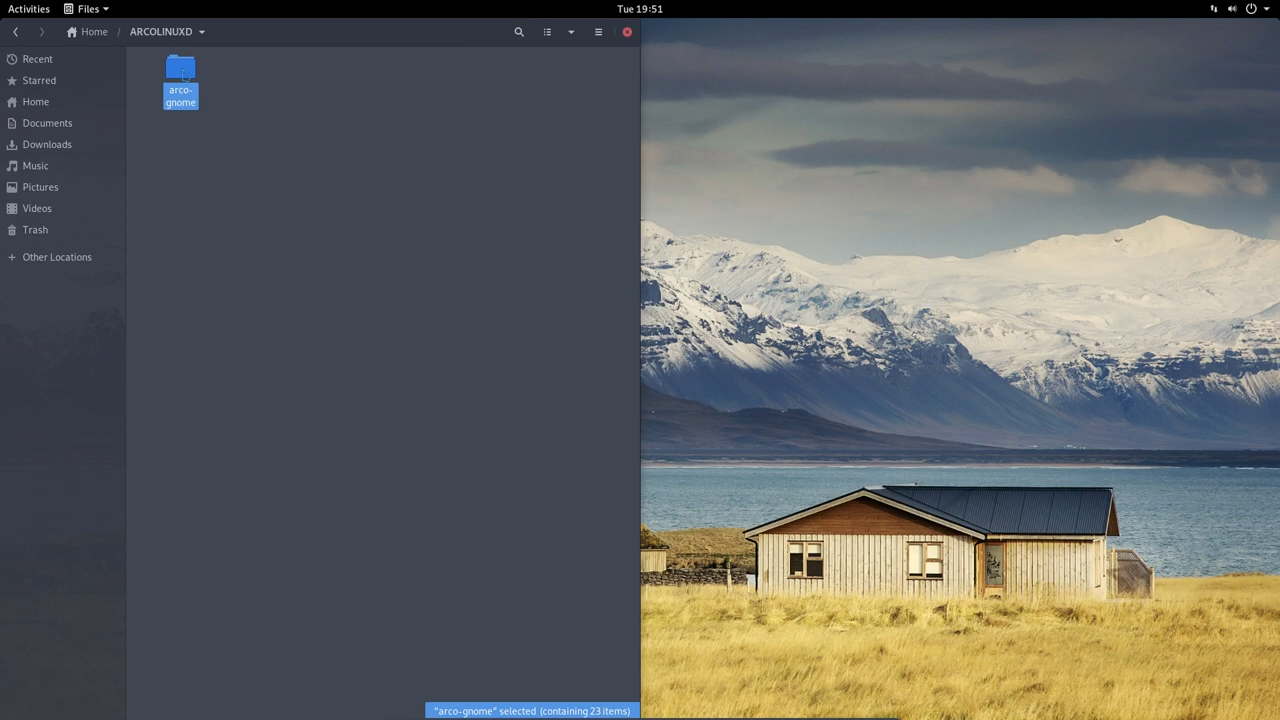 Activities Files Tue 19:51
Home / ARCOLINUXD
Recent
Starred
Home
Documents
Downloads
Music
Pictures
Videos
Trash
+ Other Locations
arco-
gnome
"arco-gnome" selected (containing 23 items)